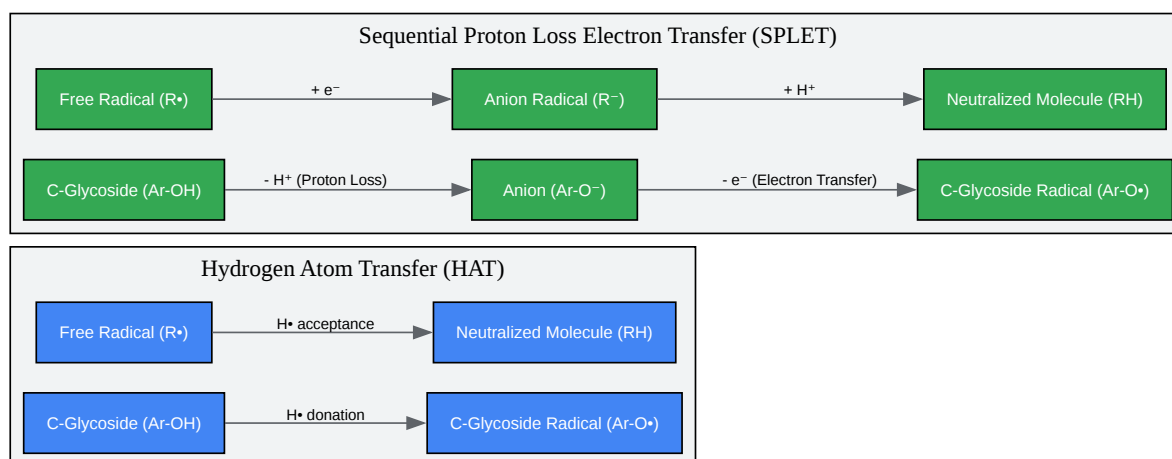 Sequential Proton Loss Electron Transfer (SPLET)
Free Radical (R•)
+ e⁻
Anion Radical (R⁻)
+ H⁺
Neutralized Molecule (RH)
C-Glycoside (Ar-OH)
- H⁺ (Proton Loss)
Anion (Ar-O⁻)
- e⁻ (Electron Transfer)
C-Glycoside Radical (Ar-O•)
Hydrogen Atom Transfer (HAT)
Free Radical (R•)
H• acceptance
Neutralized Molecule (RH)
C-Glycoside (Ar-OH)
H• donation
C-Glycoside Radical (Ar-O•)